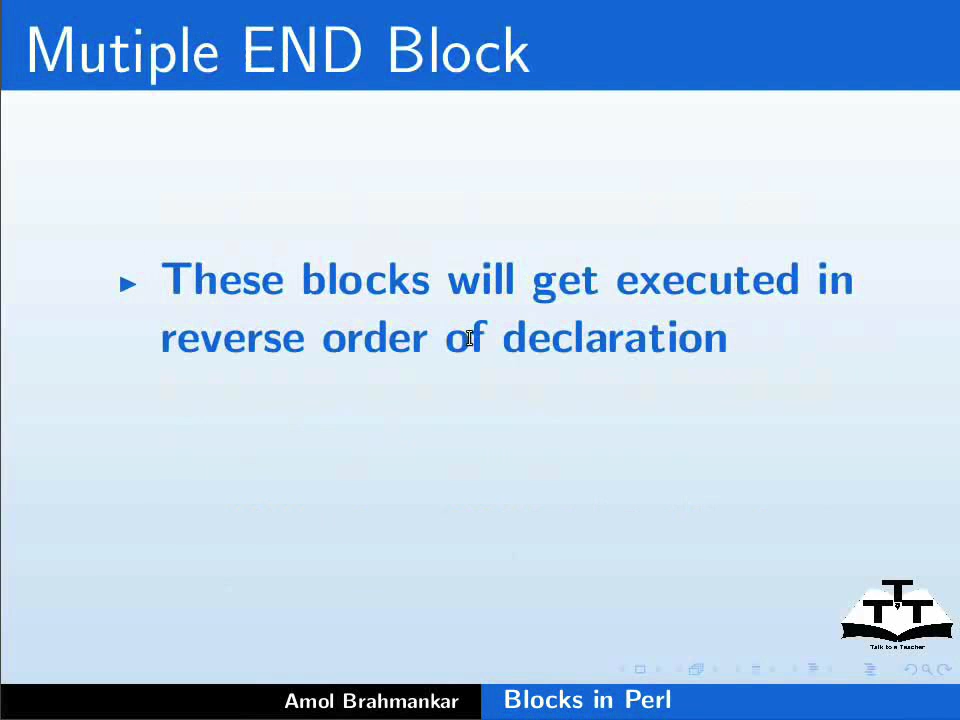 Mutiple END Block
These blocks will get executed in
reverse order of declaration
T
T T
Talk to a Teacher
Amol Brahmankar
Blocks in Perl